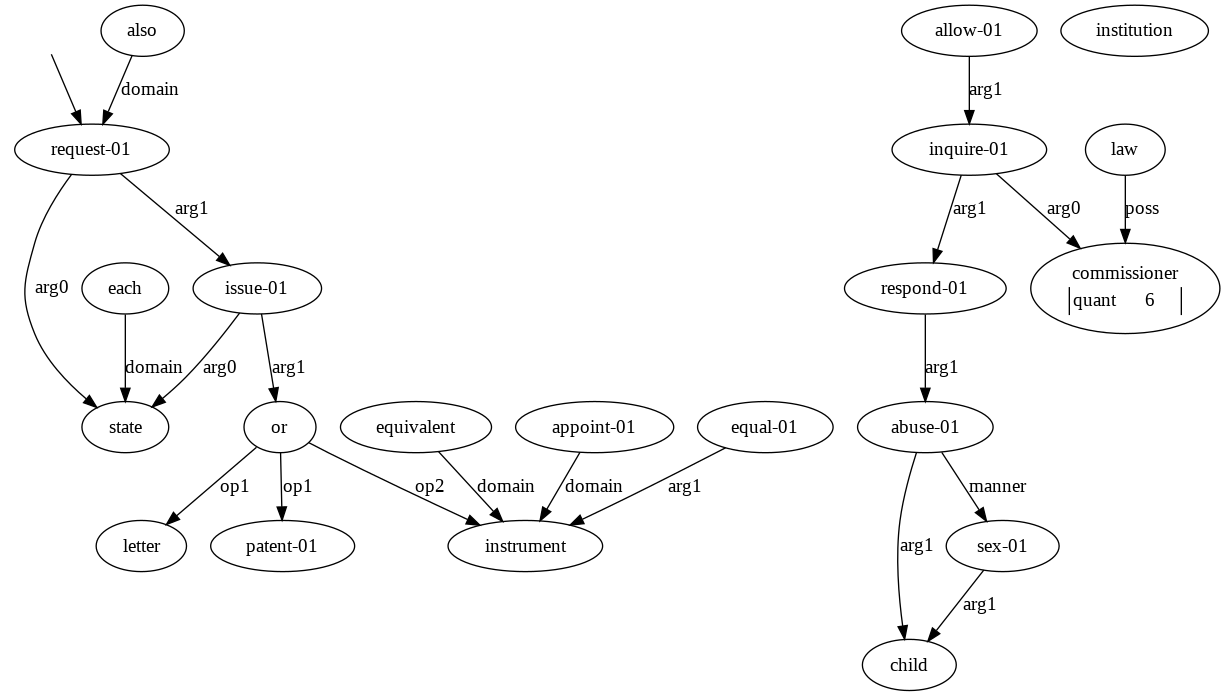 also
allow-01
institution
domain
arg1
request-01
inquire-01
law
arg1
arg1
arg0
poss
arg0
each
issue-01
respond-01
commissioner
quant 6
domain
arg0
arg1
arg1
state
or
equivalent
appoint-01
equal-01
abuse-01
op1
op1
op2
domain
domain
arg1
manner
letter
patent-01
instrument
arg1
sex-01
arg1
child